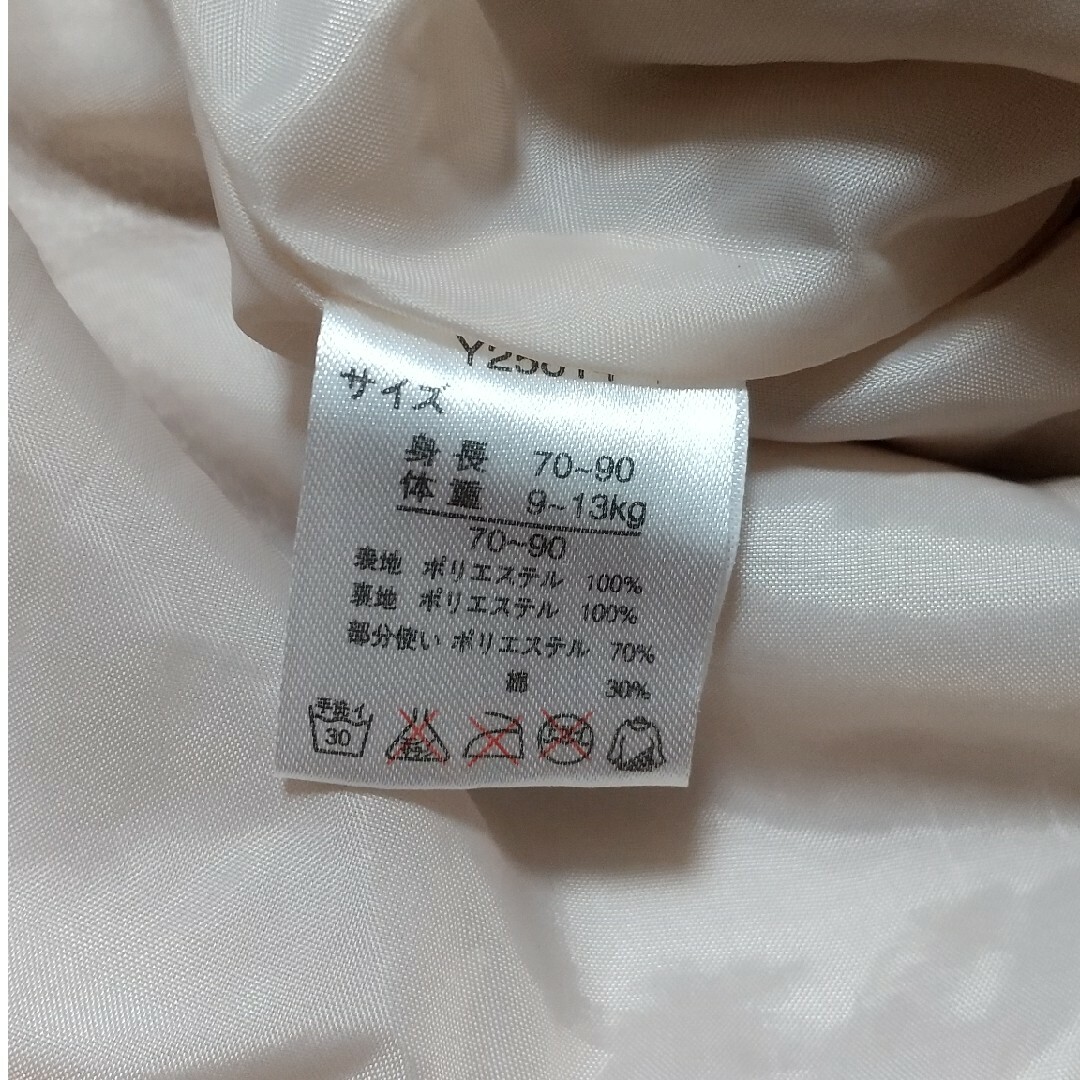 サイズ
身長 70~90
体重 9~13kg
70~90
表地 ポリエステル 100%
裏地 ポリエステル 100%
部分使い ポリエステル 70%
綿 30%
手洗イ
30